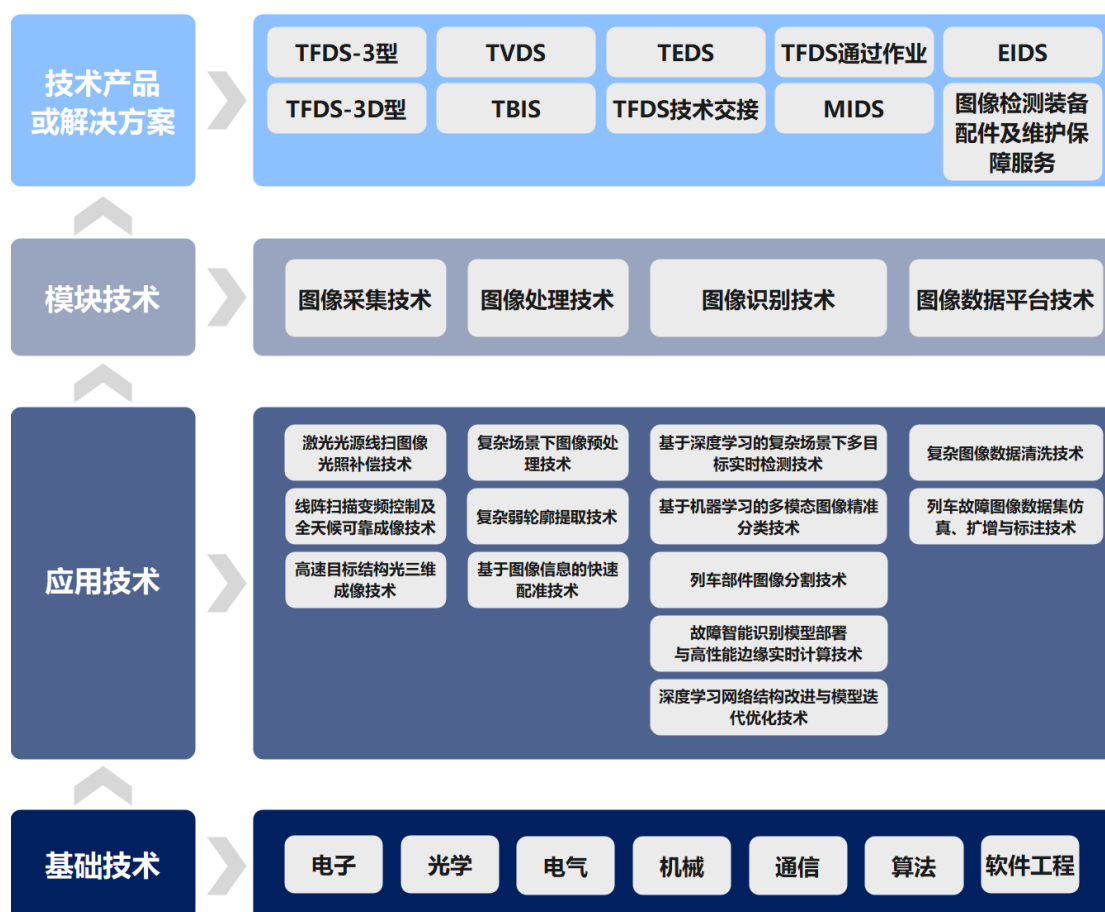 技术产品
或解决方案
TFDS-3型
TVDS
TEDS
TFDS通过作业
EIDS
TFDS-3D型
TBIS
TFDS技术交接
MIDS
图像检测装备
配件及维护保
障服务
模块技术
图像采集技术
图像处理技术
图像识别技术
图像数据平台技术
应用技术
激光光源线扫图像
光照补偿技术
线阵扫描变频控制及
全天候可靠成像技术
高速目标结构光三维
成像技术
复杂场景下图像预处
理技术
复杂弱轮廓提取技术
基于图像信息的快速
配准技术
基于深度学习的复杂场景下多目
标实时检测技术
基于机器学习的多模态图像精准
分类技术
列车部件图像分割技术
故障智能识别模型部署
与高性能边缘实时计算技术
深度学习网络结构改进与模型迭
代优化技术
复杂图像数据清洗技术
列车故障图像数据集仿
真、扩增与标注技术
基础技术
电子
光学
电气
机械
通信
算法
软件工程